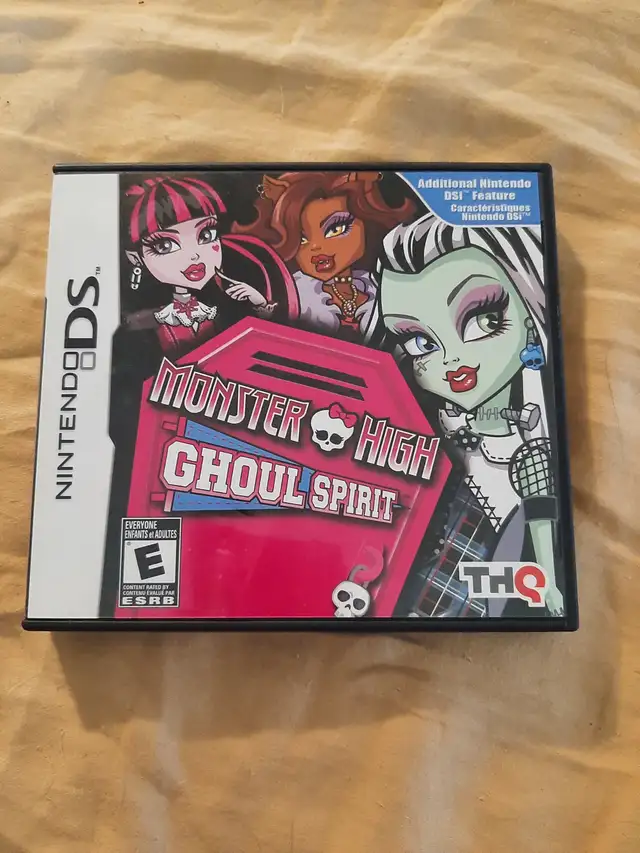 NINTENDO DS™
Additional Nintendo
DSi™ Feature
Caractéristiques
Nintendo DSi™
MONSTER HIGH
GHOUL SPIRIT
EVERYONE
ENFANTS et ADULTES
E
CONTENT RATED BY
CONTENU ÉVALUÉ PAR
ESRB
THQ